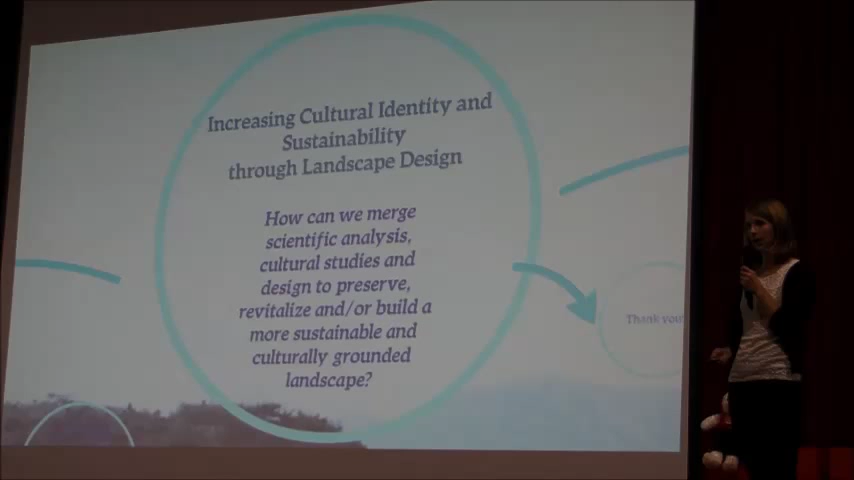 Increasing Cultural Identity and
Sustainability
through Landscape Design
How can we merge
scientific analysis,
cultural studies and
design to preserve,
revitalize and/or build a
more sustainable and
culturally grounded
landscape?
Thank you!